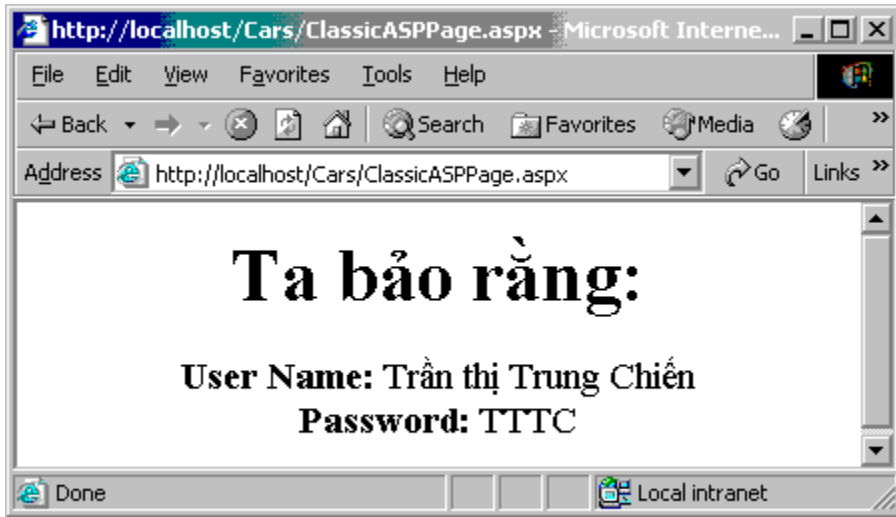 http://localhost/Cars/ClassicASPPage.aspx - Microsoft Interne...
File Edit View Favorites Tools Help
Back Search Favorites Media »
Address http://localhost/Cars/ClassicASPPage.aspx Go Links »
Ta bảo rằng:
User Name: Trần thị Trung Chiến
Password: TTTC
Done Local intranet